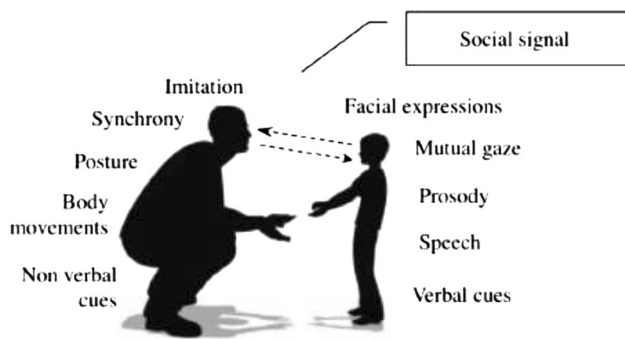 Social signal
Imitation
Facial expressions
Synchrony
Mutual gaze
Posture
Prosody
Body
movements
Speech
Non verbal
cues
Verbal cues